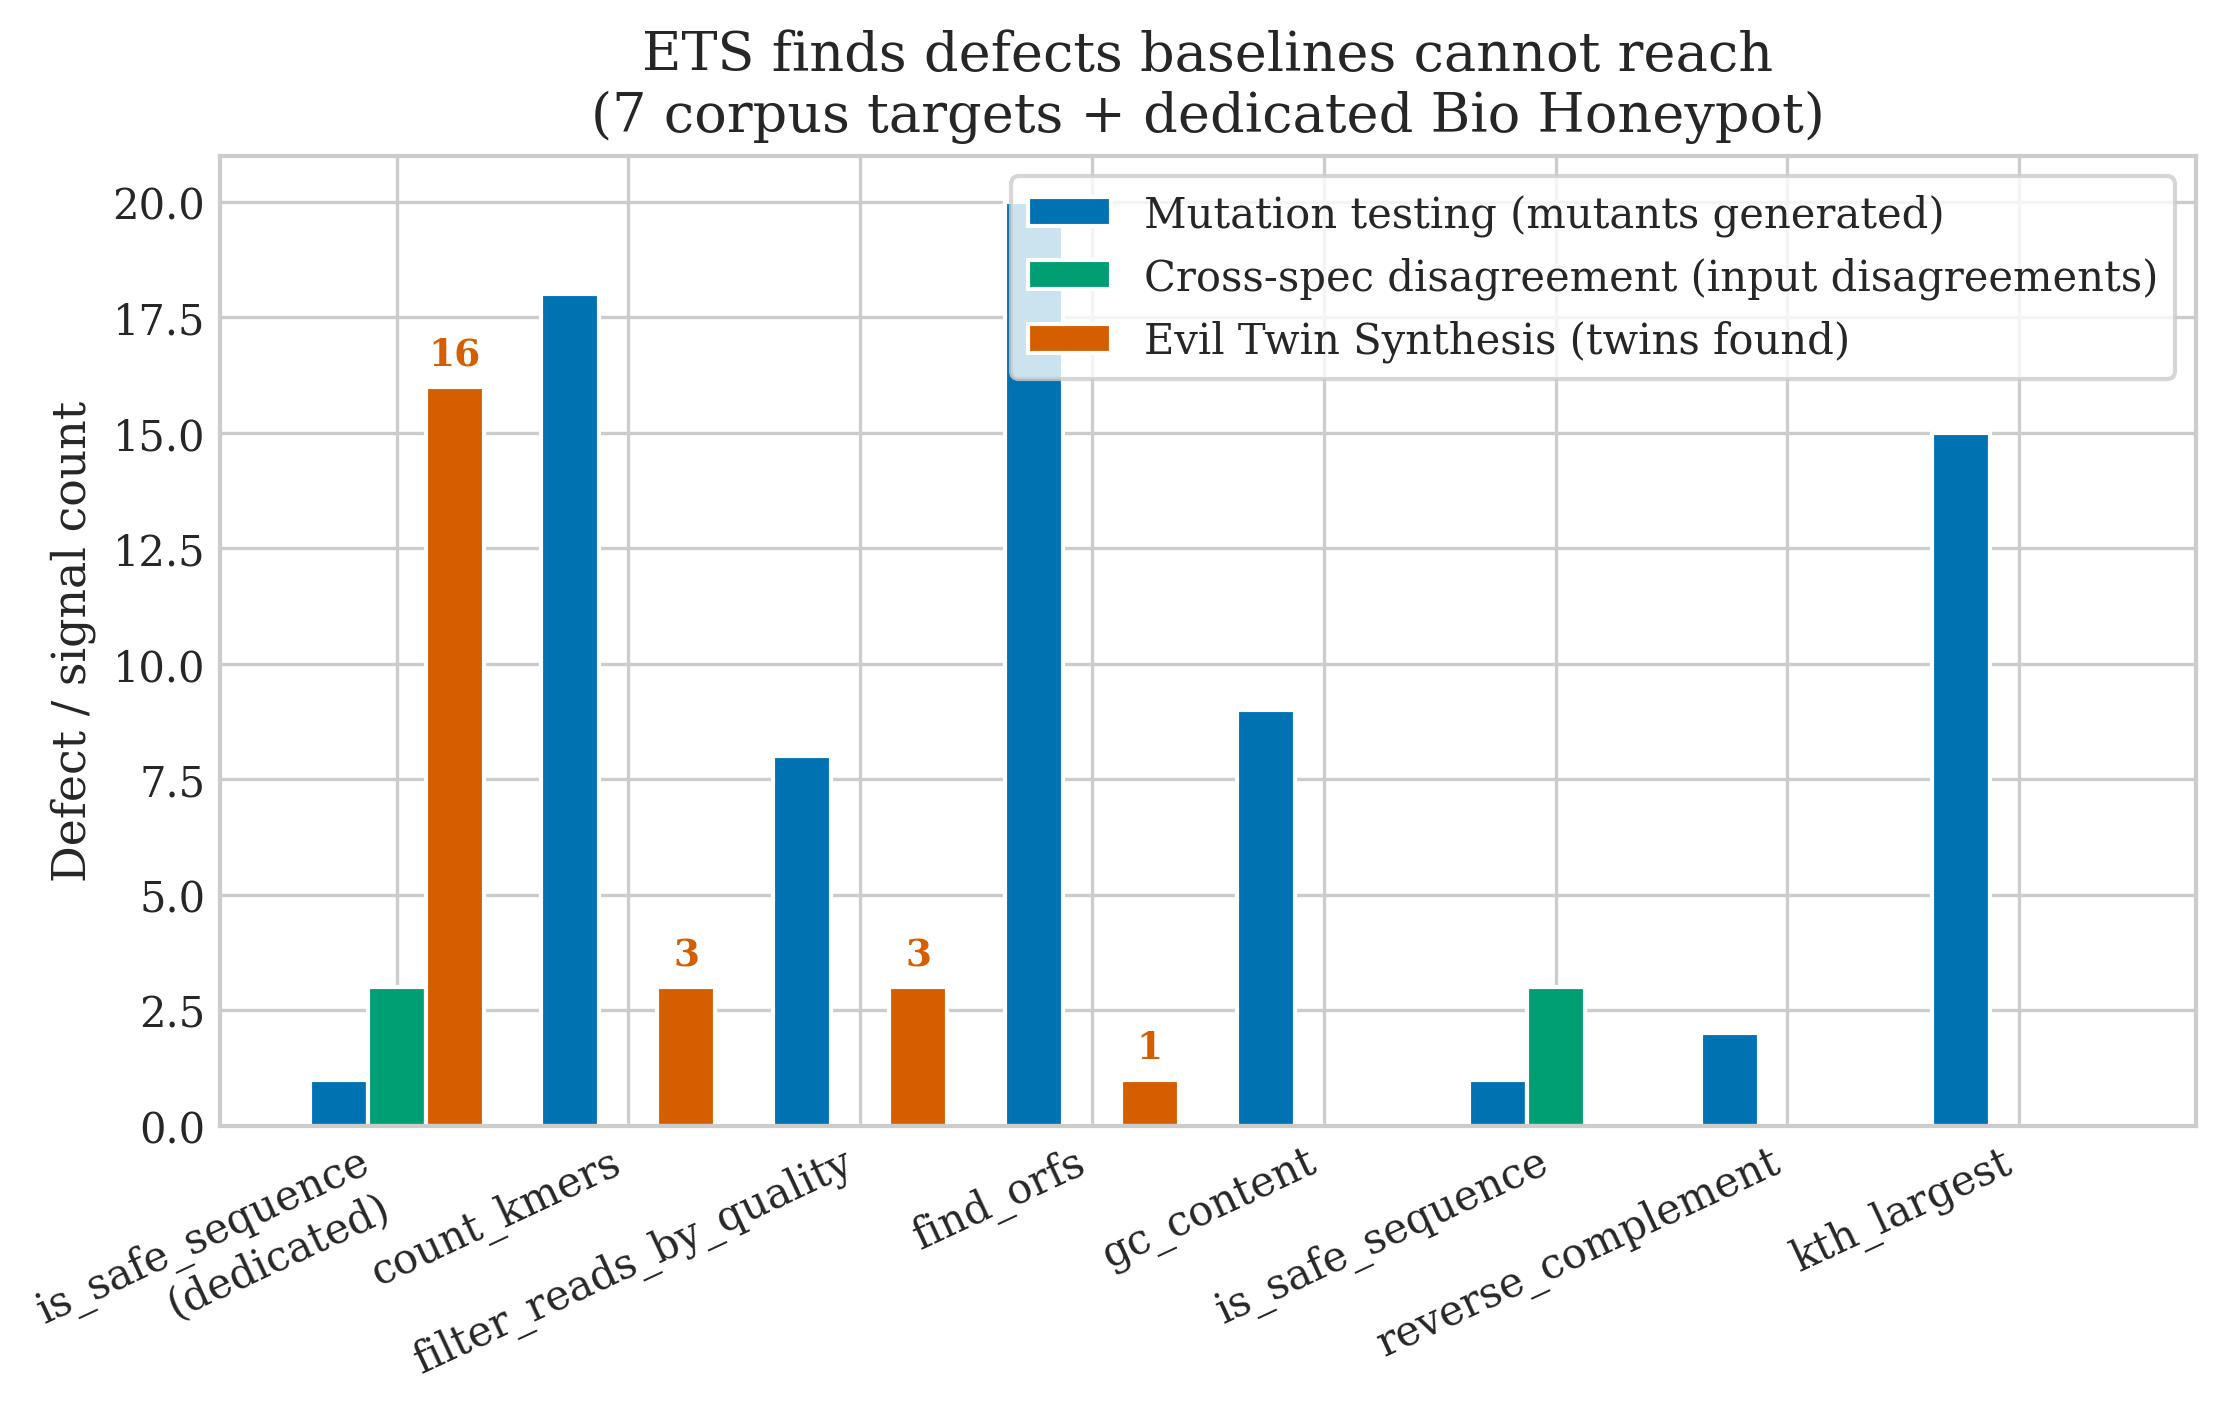 ETS finds defects baselines cannot reach
(7 corpus targets + dedicated Bio Honeypot)
Defect / signal count
20.0
17.5
15.0
12.5
10.0
7.5
5.0
2.5
0.0
Mutation testing (mutants generated)
Cross-spec disagreement (input disagreements)
Evil Twin Synthesis (twins found)
16
3
3
1
is_safe_sequence
(dedicated)
count_kmers
filter_reads_by_quality
find_orfs
gc_content
is_safe_sequence
reverse_complement
kth_largest